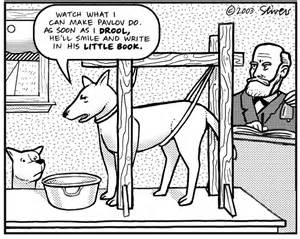 ©2003 Stivers
WATCH WHAT I
CAN MAKE PAVLOV DO.
AS SOON AS I DROOL,
HE'LL SMILE AND WRITE
IN HIS LITTLE BOOK.